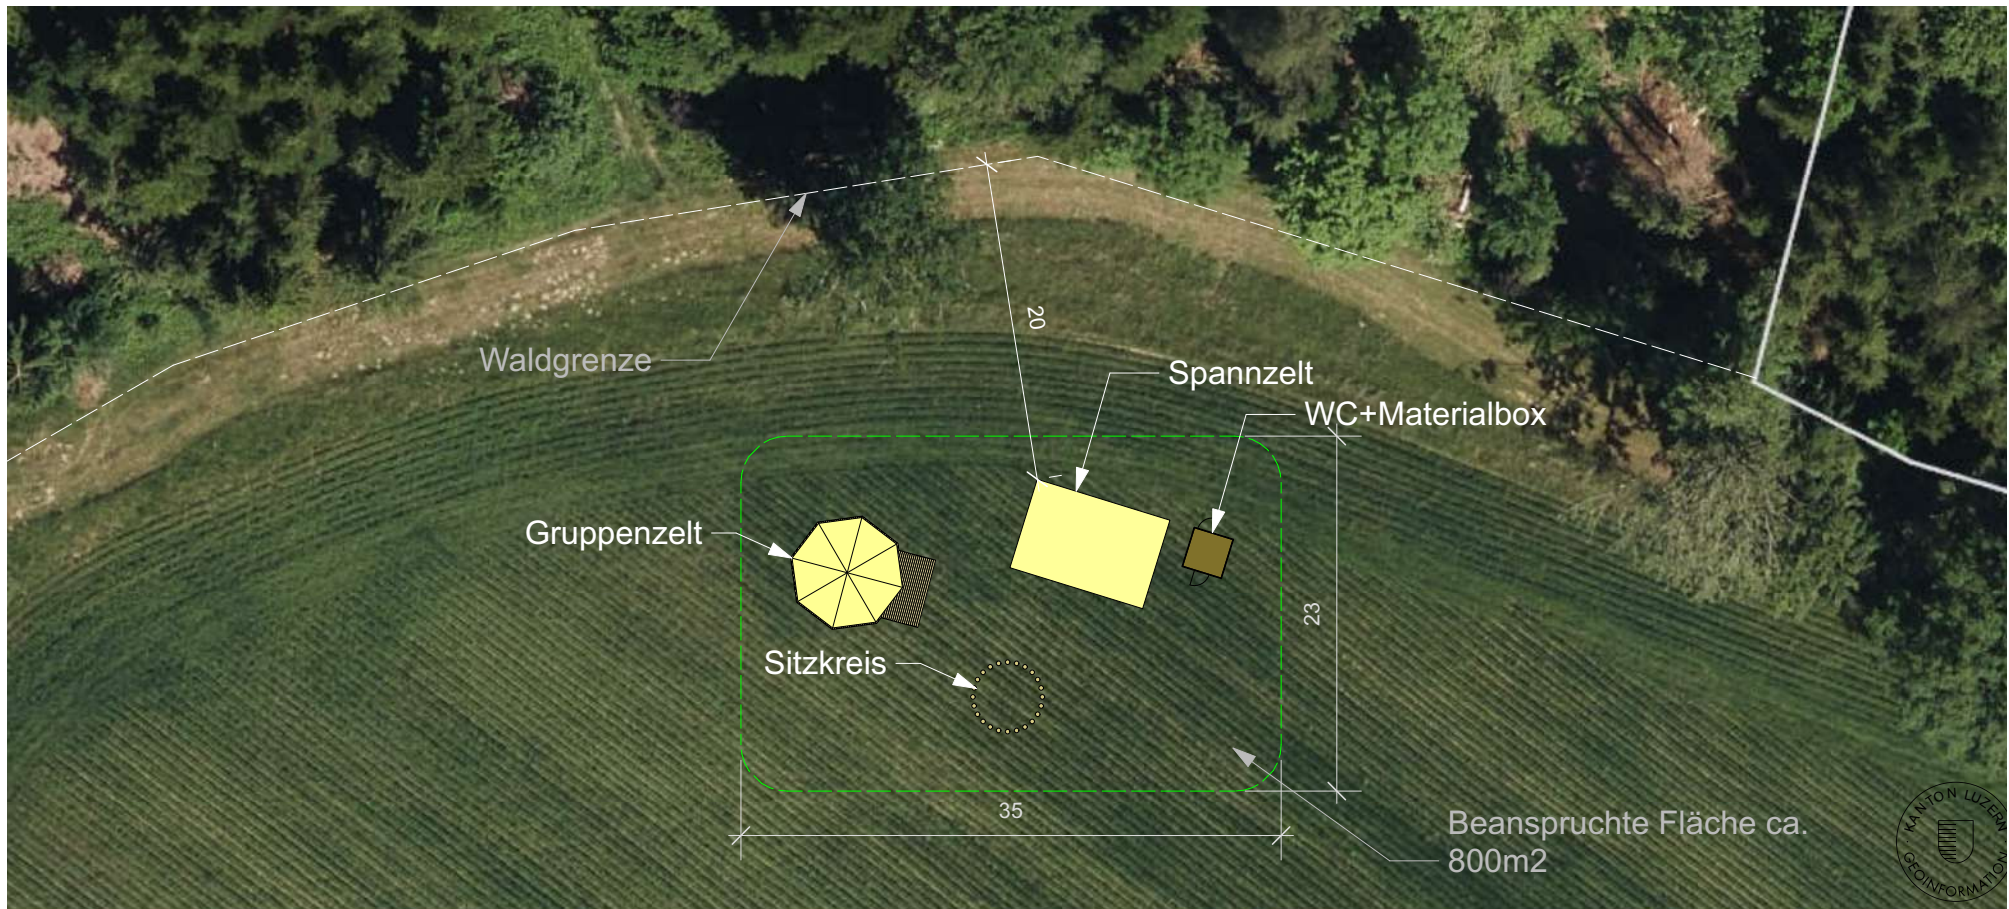 20
Waldgrenze
Spannzelt
WC+Materialbox
Gruppenzelt
23
Sitzkreis
35
Beanspruchte Fläche ca.
800m2
KANTON LUZERN
GEOINFORMATION